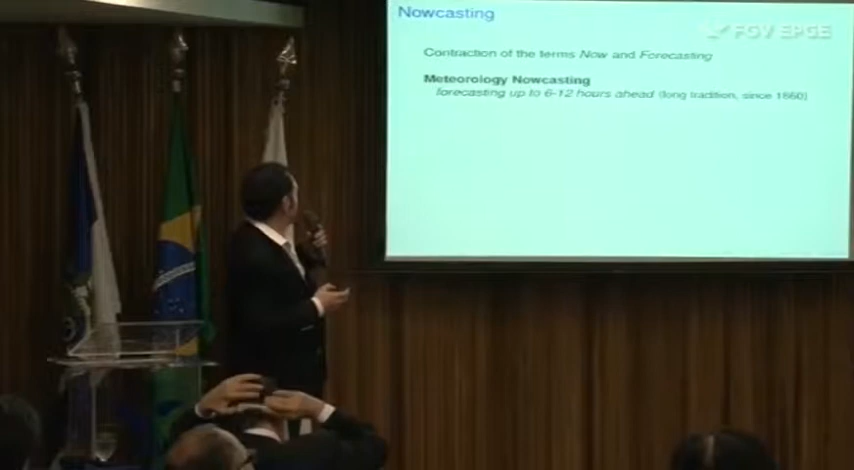 Nowcasting
FGV EPGE
Contraction of the terms Now and Forecasting
Meteorology Nowcasting
forecasting up to 6-12 hours ahead (long tradition, since 1860)